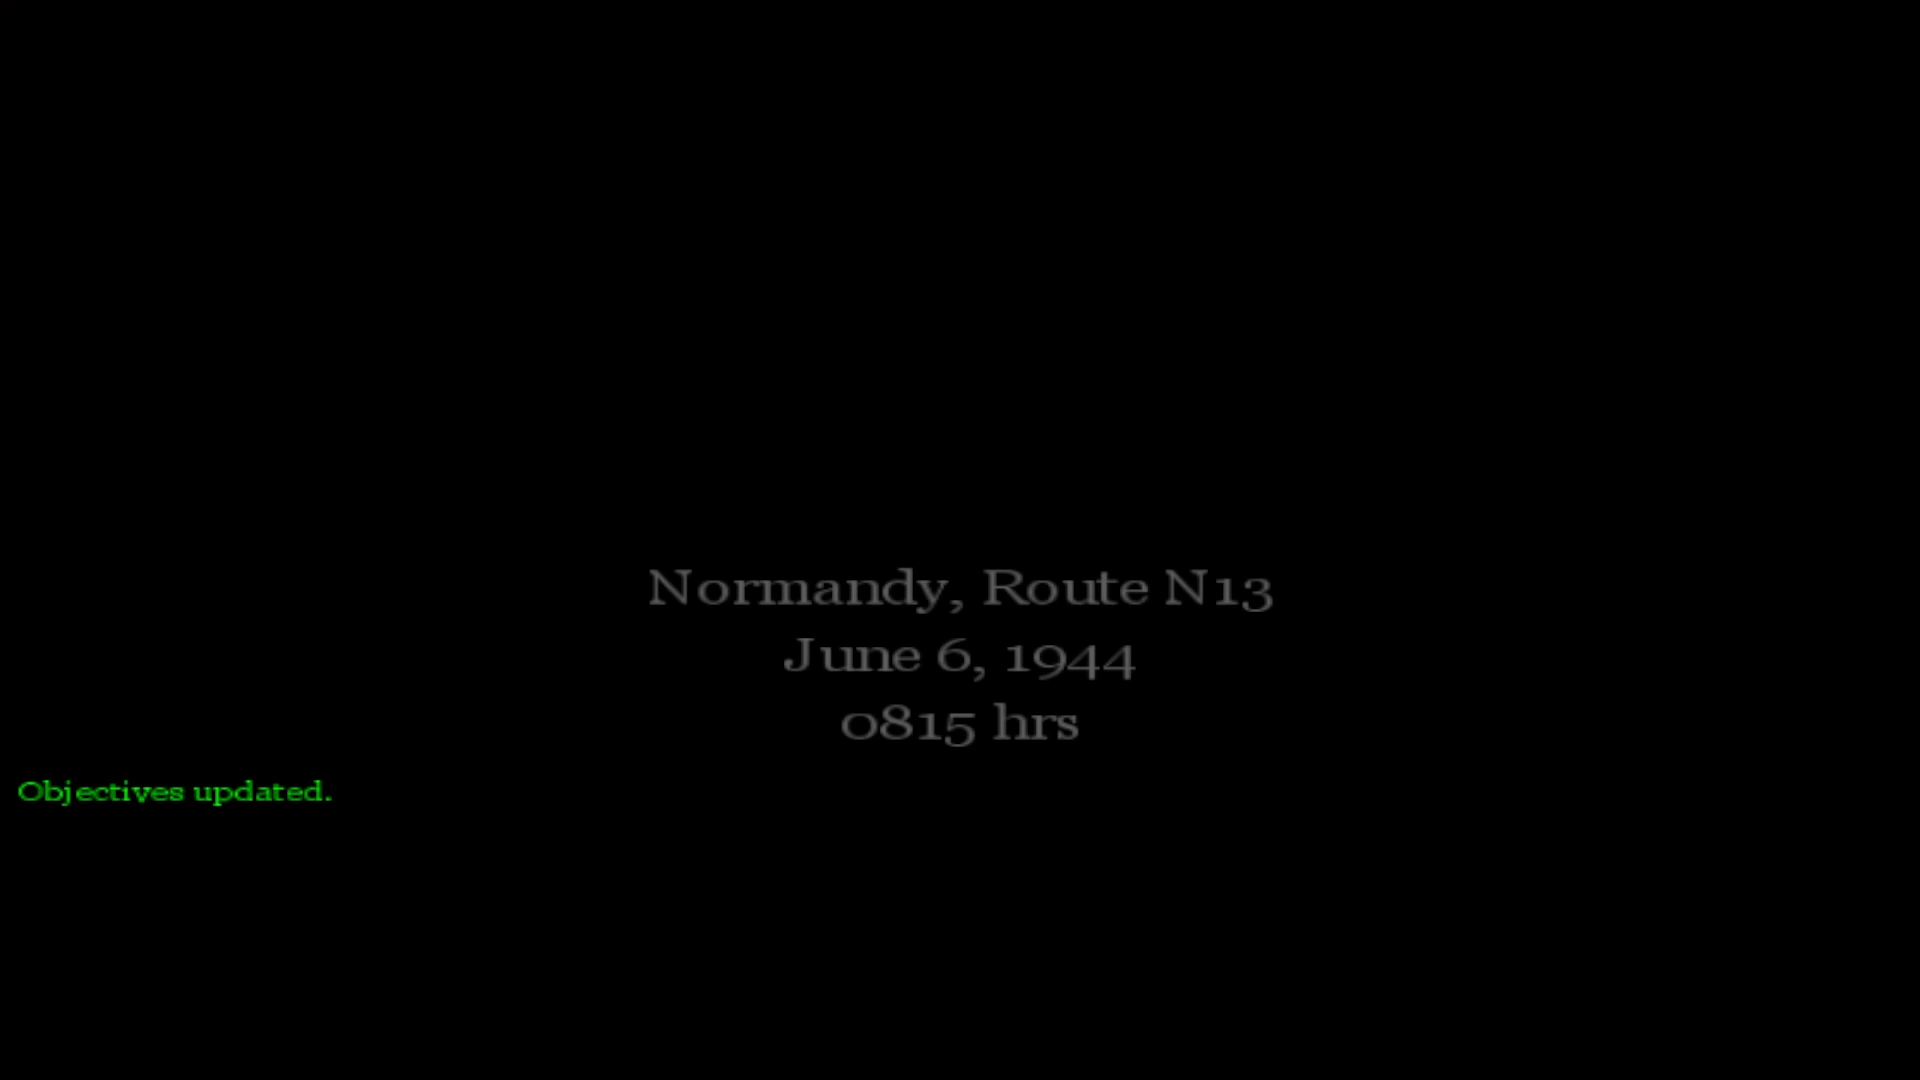 Normandy, Route N13
June 6, 1944
0815 hrs
Objectives updated.